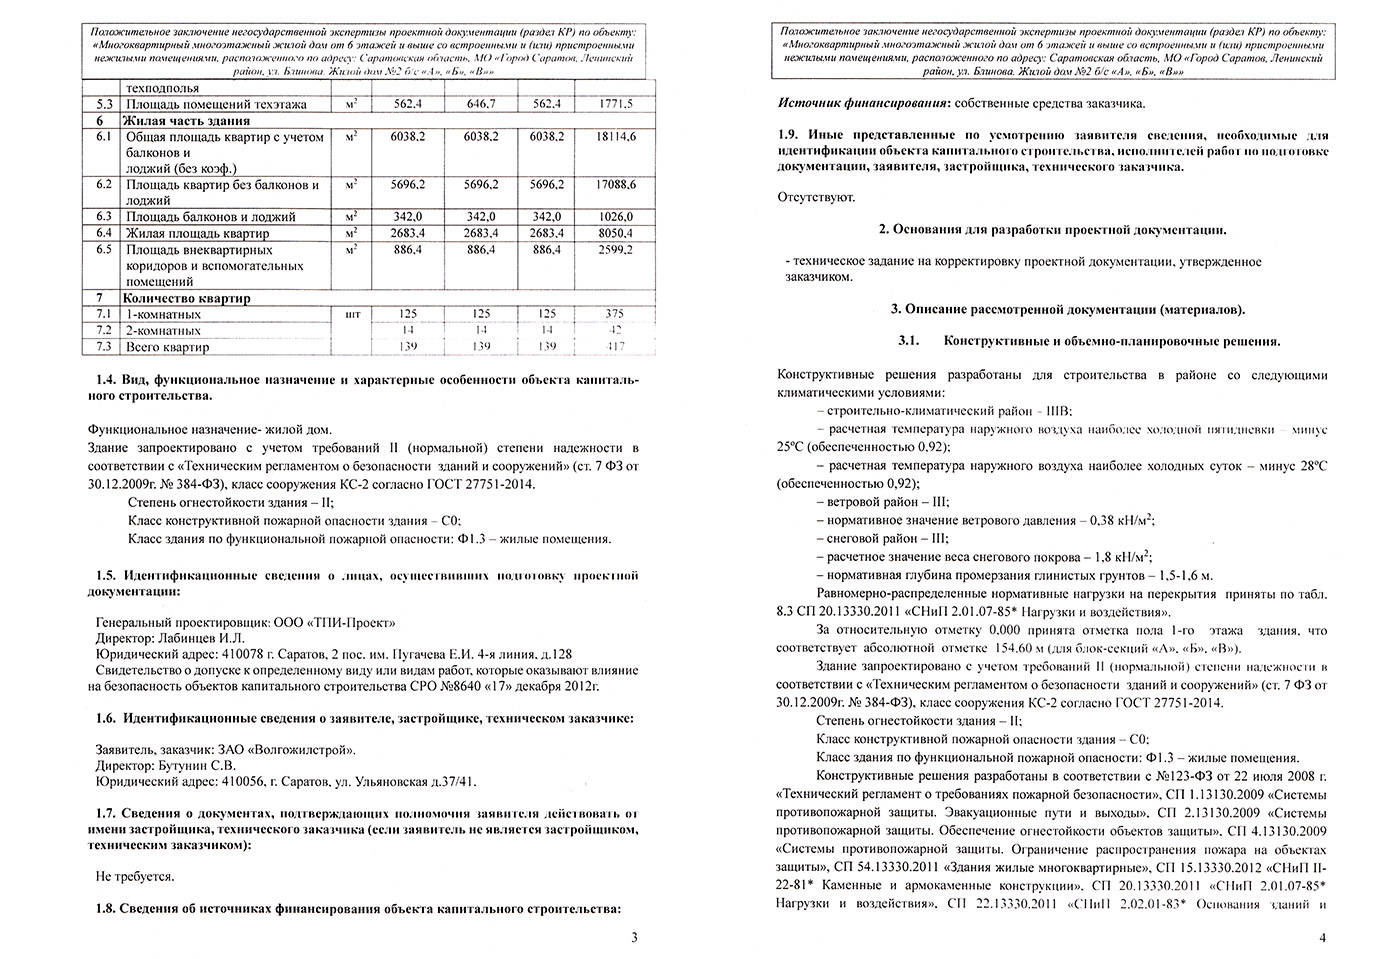 Положительное заключение негосударственной экспертизы проектной документации (раздел КР) по объекту:
«Многоквартирный многоэтажный жилой дом от 6 этажей и выше со встроенными и (или) пристроенными
нежилыми помещениями, расположенного по адресу: Саратовская область, МО «Город Саратов, Ленинский
район, ул. Блинова. Жилой дом №2 б/с «А», «Б», «В»»
техподполья
5.3 Площадь помещений техэтажа м² 562,4 646,7 562,4 1771,5
6 Жилая часть здания
6.1 Общая площадь квартир с учетом м² 6038,2 6038,2 6038,2 18114,6
балконов и
лоджий (без коэф.)
6.2 Площадь квартир без балконов и м² 5696,2 5696,2 5696,2 17088,6
лоджий
6.3 Площадь балконов и лоджий м² 342,0 342,0 342,0 1026,0
6.4 Жилая площадь квартир м² 2683,4 2683,4 2683,4 8050,4
6.5 Площадь внеквартирных м² 886,4 886,4 886,4 2599,2
коридоров и вспомогательных
помещений
7 Количество квартир
7.1 1-комнатных шт 125 125 125 375
7.2 2-комнатных 14 14 14 42
7.3 Всего квартир 139 139 139 417
1.4. Вид, функциональное назначение и характерные особенности объекта капиталь-
ного строительства.
Функциональное назначение- жилой дом.
Здание запроектировано с учетом требований II (нормальной) степени надежности в
соответствии с «Техническим регламентом о безопасности зданий и сооружений» (ст. 7 ФЗ от
30.12.2009г. № 384-ФЗ), класс сооружения КС-2 согласно ГОСТ 27751-2014.
Степень огнестойкости здания – II;
Класс конструктивной пожарной опасности здания – С0;
Класс здания по функциональной пожарной опасности: Ф1.3 – жилые помещения.
1.5. Идентификационные сведения о лицах, осуществивших подготовку проектной
документации:
Генеральный проектировщик: ООО «ТПИ-Проект»
Директор: Лабинцев И.Л.
Юридический адрес: 410078 г. Саратов, 2 пос. им. Пугачева Е.И. 4-я линия, д.128
Свидетельство о допуске к определенному виду или видам работ, которые оказывают влияние
на безопасность объектов капитального строительства СРО №8640 «17» декабря 2012г.
1.6. Идентификационные сведения о заявителе, застройщике, техническом заказчике:
Заявитель, заказчик: ЗАО «Волгожилстрой».
Директор: Бутунин С.В.
Юридический адрес: 410056, г. Саратов, ул. Ульяновская д.37/41.
1.7. Сведения о документах, подтверждающих полномочия заявителя действовать от
имени застройщика, технического заказчика (если заявитель не является застройщиком,
техническим заказчиком):
Не требуется.
1.8. Сведения об источниках финансирования объекта капитального строительства:
3
Положительное заключение негосударственной экспертизы проектной документации (раздел КР) по объекту:
«Многоквартирный многоэтажный жилой дом от 6 этажей и выше со встроенными и (или) пристроенными
нежилыми помещениями, расположенного по адресу: Саратовская область, МО «Город Саратов, Ленинский
район, ул. Блинова. Жилой дом №2 б/с «А», «Б», «В»»
Источник финансирования: собственные средства заказчика.
1.9. Иные представленные по усмотрению заявителя сведения, необходимые для
идентификации объекта капитального строительства, исполнителей работ по подготовке
документации, заявителя, застройщика, технического заказчика.
Отсутствуют.
2. Основания для разработки проектной документации.
- техническое задание на корректировку проектной документации, утвержденное
заказчиком.
3. Описание рассмотренной документации (материалов).
3.1. Конструктивные и объемно-планировочные решения.
Конструктивные решения разработаны для строительства в районе со следующими
климатическими условиями:
– строительно-климатический район - IIIВ;
– расчетная температура наружного воздуха наиболее холодной пятидневки – минус
25ºС (обеспеченностью 0,92);
– расчетная температура наружного воздуха наиболее холодных суток – минус 28ºС
(обеспеченностью 0,92);
– ветровой район – III;
– нормативное значение ветрового давления – 0,38 кН/м²;
– снеговой район – III;
– расчетное значение веса снегового покрова – 1,8 кН/м²;
– нормативная глубина промерзания глинистых грунтов – 1,5-1,6 м.
Равномерно-распределенные нормативные нагрузки на перекрытия приняты по табл.
8.3 СП 20.13330.2011 «СНиП 2.01.07-85* Нагрузки и воздействия».
За относительную отметку 0,000 принята отметка пола 1-го этажа здания, что
соответствует абсолютной отметке 154.60 м (для блок-секций «А», «Б», «В»).
Здание запроектировано с учетом требований II (нормальной) степени надежности в
соответствии с «Техническим регламентом о безопасности зданий и сооружений» (ст. 7 ФЗ от
30.12.2009г. № 384-ФЗ), класс сооружения КС-2 согласно ГОСТ 27751-2014.
Степень огнестойкости здания – II;
Класс конструктивной пожарной опасности здания – С0;
Класс здания по функциональной пожарной опасности: Ф1.3 – жилые помещения.
Конструктивные решения разработаны в соответствии с №123-ФЗ от 22 июля 2008 г.
«Технический регламент о требованиях пожарной безопасности», СП 1.13130.2009 «Системы
противопожарной защиты. Эвакуационные пути и выходы», СП 2.13130.2009 «Системы
противопожарной защиты. Обеспечение огнестойкости объектов защиты», СП 4.13130.2009
«Системы противопожарной защиты. Ограничение распространения пожара на объектах
защиты», СП 54.13330.2011 «Здания жилые многоквартирные», СП 15.13330.2012 «СНиП II-
22-81* Каменные и армокаменные конструкции», СП 20.13330.2011 «СНиП 2.01.07-85*
Нагрузки и воздействия», СП 22.13330.2011 «СНиП 2.02.01-83* Основания зданий и
4